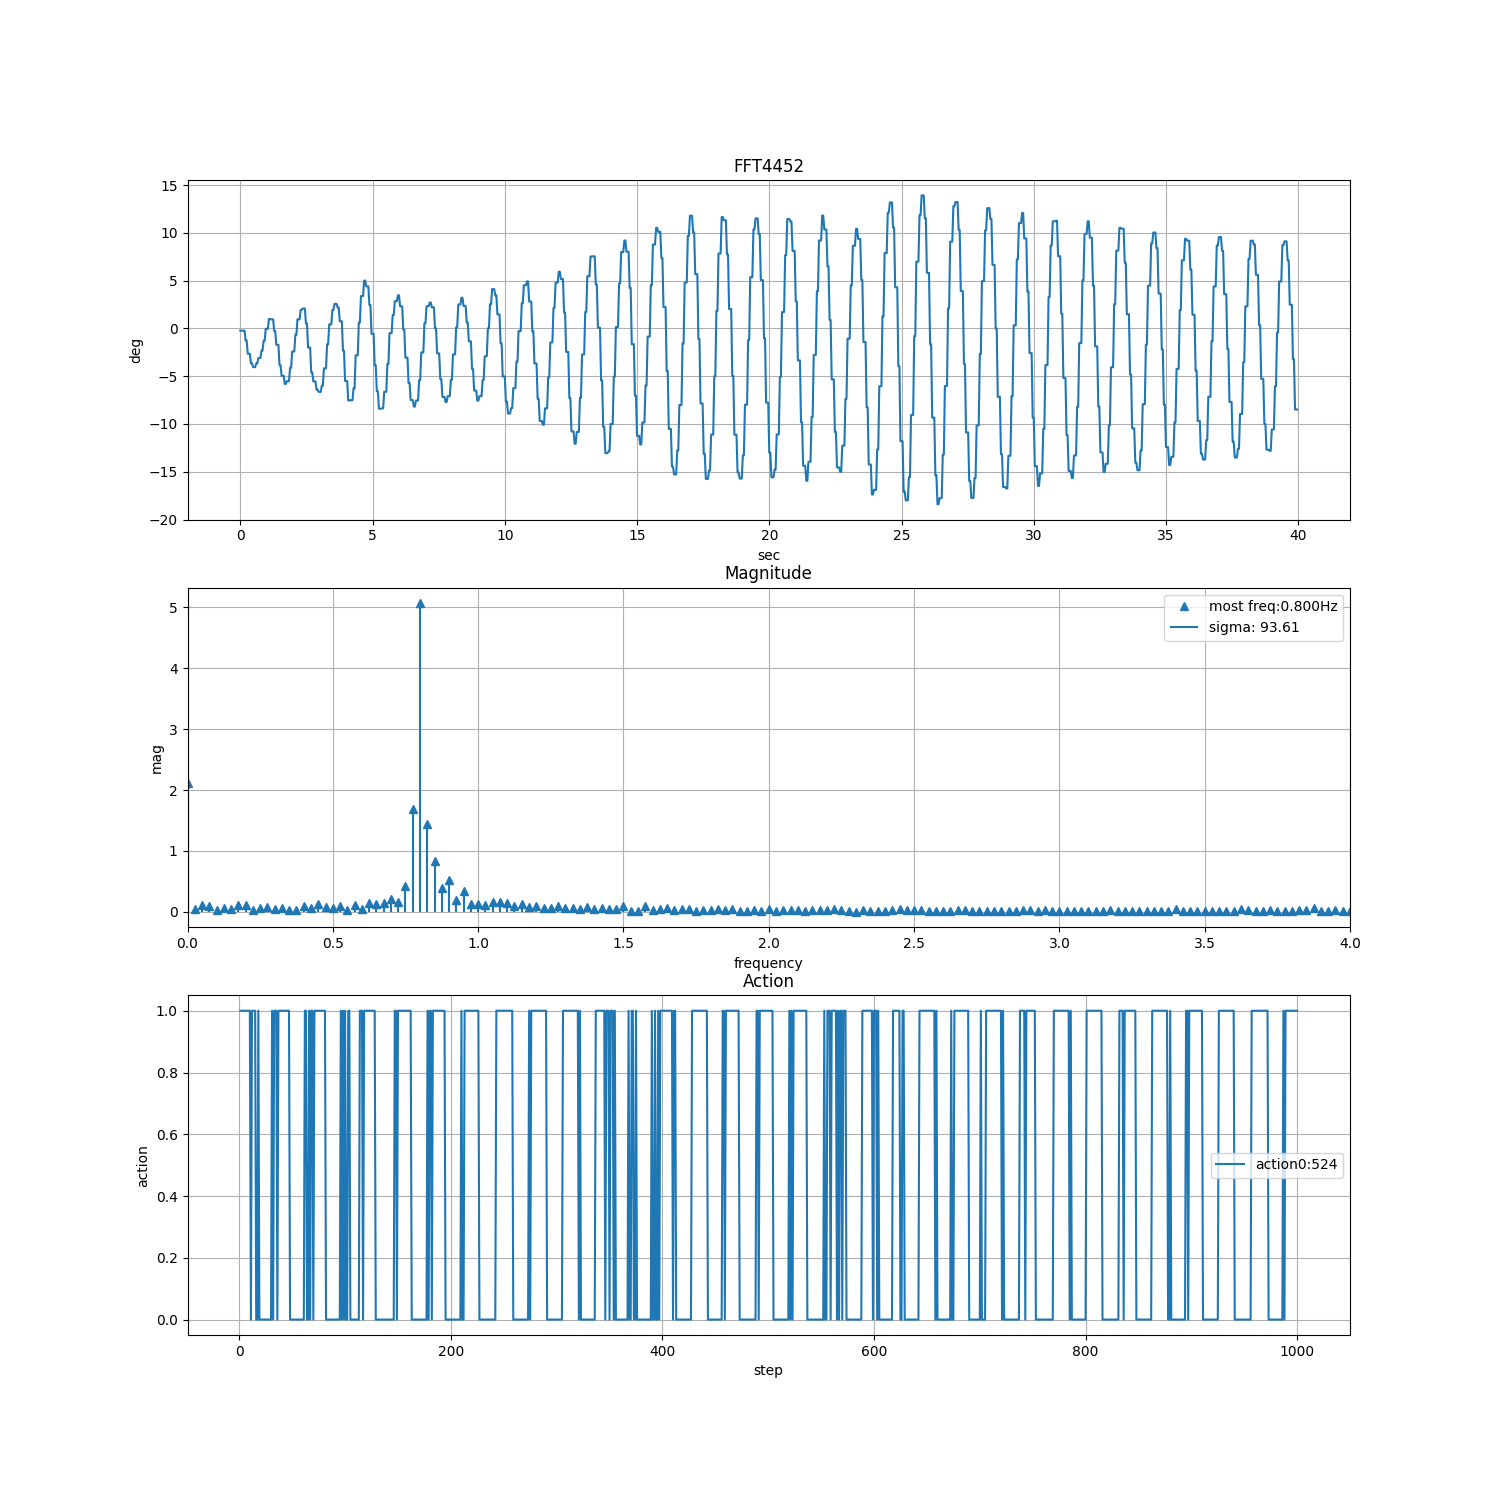 FFT4452
15
10
5
0
−5
−10
−15
−20
deg
0 5 10 15 20 25 30 35 40
sec
Magnitude
most freq:0.800Hz
sigma: 93.61
5
4
3
2
1
0
mag
0.0 0.5 1.0 1.5 2.0 2.5 3.0 3.5 4.0
frequency
Action
1.0
0.8
0.6
0.4
0.2
0.0
action
action0:524
0 200 400 600 800 1000
step